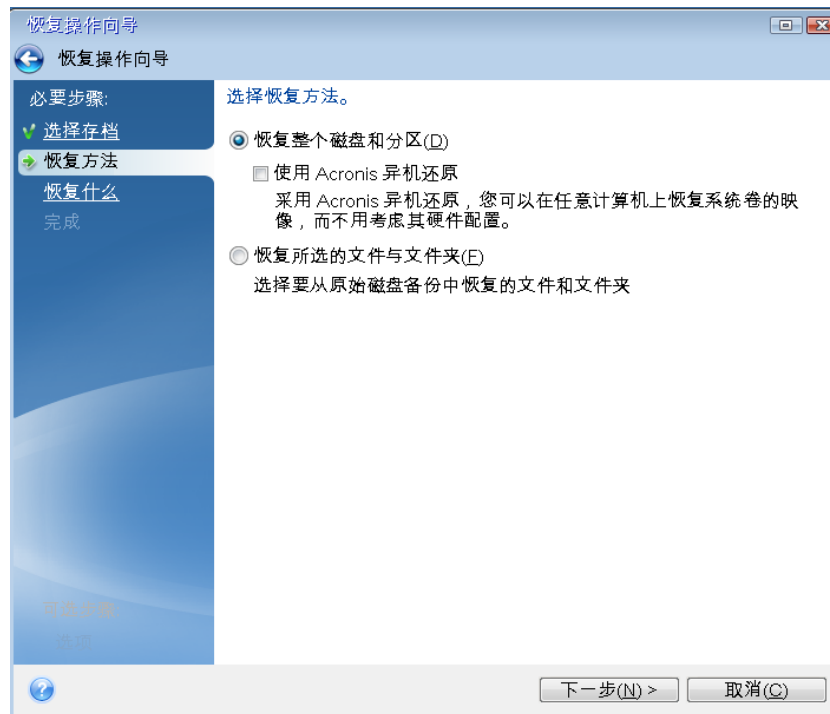 恢复操作向导
恢复操作向导
必要步骤:
选择存档
恢复方法
恢复什么
完成
选择恢复方法。
恢复整个磁盘和分区(D)
使用 Acronis 异机还原
采用 Acronis 异机还原，您可以在任意计算机上恢复系统卷的映
像，而不用考虑其硬件配置。
恢复所选的文件与文件夹(F)
选择要从原始磁盘备份中恢复的文件和文件夹
可选步骤:
选项
下一步(N) >
取消(C)